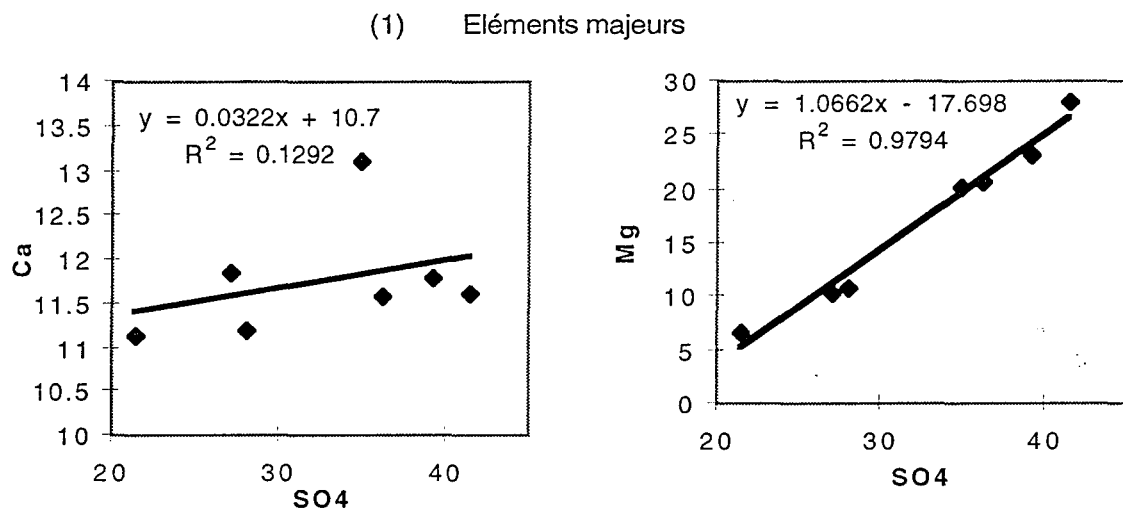 (1) Eléments majeurs
14
13.5
13
12.5
12
11.5
11
10.5
10
Ca
y = 0.0322x + 10.7
R² = 0.1292
20 30 40
SO4
30
25
20
15
10
5
0
Mg
y = 1.0662x - 17.698
R² = 0.9794
20 30 40
SO4